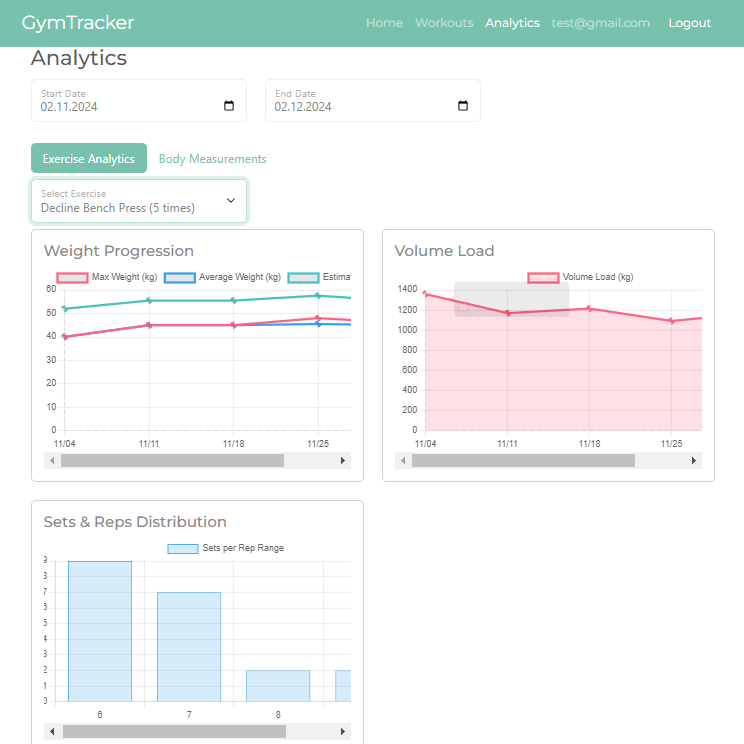 GymTracker Home Workouts Analytics test@gmail.com Logout
Analytics
Start Date End Date
02.11.2024 02.12.2024
Exercise Analytics Body Measurements
Select Exercise
Decline Bench Press (5 times)
Weight Progression
Max Weight (kg) Average Weight (kg) Estima
60
50
40
30
20
10
0
11/04 11/11 11/18 11/25
Volume Load
Volume Load (kg)
1400
1200
1000
800
600
400
200
0
11/04 11/11 11/18 11/25
Sets & Reps Distribution
Sets per Rep Range
9
8
7
6
5
4
3
2
1
0
6 7 8